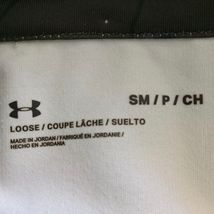 SM / P / CH
LOOSE / COUPE LÂCHE / SUELTO
MADE IN JORDAN / FABRIQUÉ EN JORDANIE /
HECHO EN JORDANIA